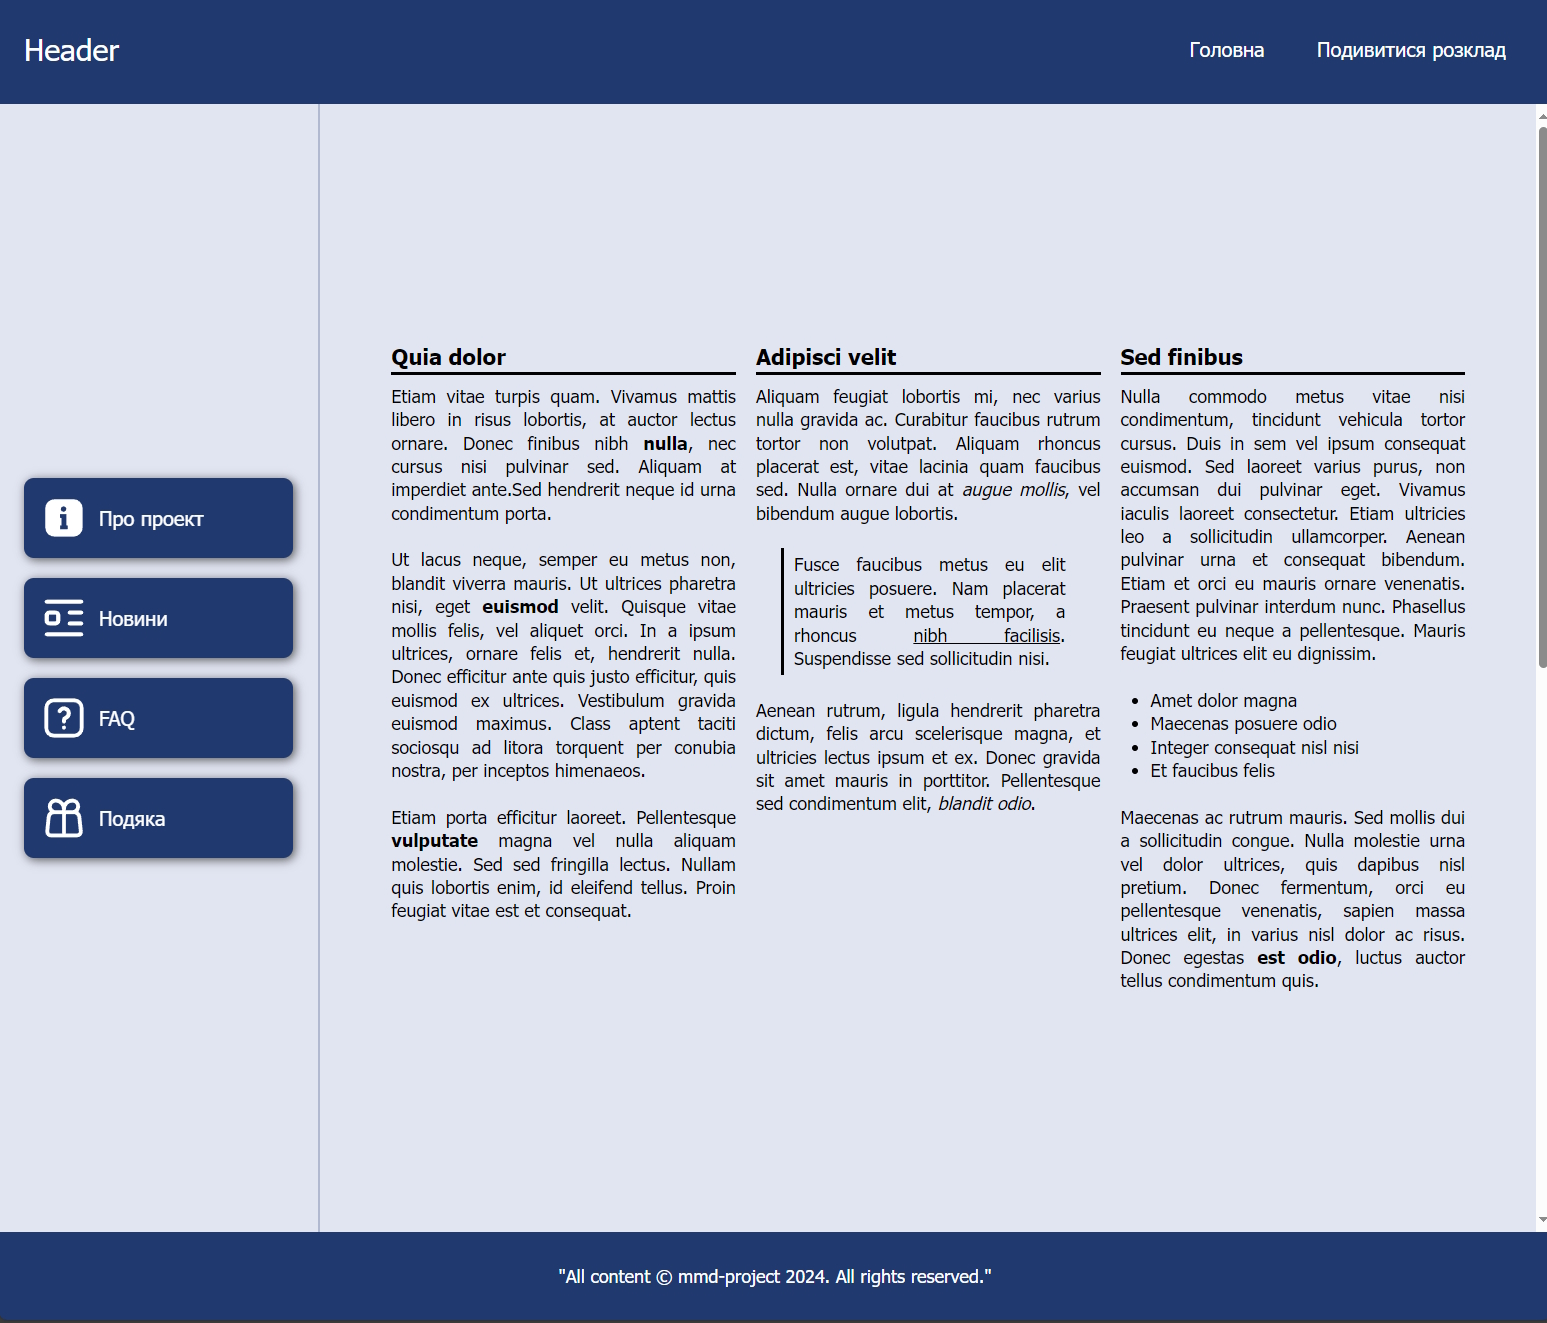 Header
Головна
Подивитися розклад
Про проект
Новини
FAQ
Подяка
Quia dolor
Etiam vitae turpis quam. Vivamus mattis
libero in risus lobortis, at auctor lectus
ornare. Donec finibus nibh nulla, nec
cursus nisi pulvinar sed. Aliquam at
imperdiet ante.Sed hendrerit neque id urna
condimentum porta.
Ut lacus neque, semper eu metus non,
blandit viverra mauris. Ut ultrices pharetra
nisi, eget euismod velit. Quisque vitae
mollis felis, vel aliquet orci. In a ipsum
ultrices, ornare felis et, hendrerit nulla.
Donec efficitur ante quis justo efficitur, quis
euismod ex ultrices. Vestibulum gravida
euismod maximus. Class aptent taciti
sociosqu ad litora torquent per conubia
nostra, per inceptos himenaeos.
Etiam porta efficitur laoreet. Pellentesque
vulputate magna vel nulla aliquam
molestie. Sed sed fringilla lectus. Nullam
quis lobortis enim, id eleifend tellus. Proin
feugiat vitae est et consequat.
Adipisci velit
Aliquam feugiat lobortis mi, nec varius
nulla gravida ac. Curabitur faucibus rutrum
tortor non volutpat. Aliquam rhoncus
placerat est, vitae lacinia quam faucibus
sed. Nulla ornare dui at augue mollis, vel
bibendum augue lobortis.
Fusce faucibus metus eu elit
ultricies posuere. Nam placerat
mauris et metus tempor, a
rhoncus nibh facilisis.
Suspendisse sed sollicitudin nisi.
Aenean rutrum, ligula hendrerit pharetra
dictum, felis arcu scelerisque magna, et
ultricies lectus ipsum et ex. Donec gravida
sit amet mauris in porttitor. Pellentesque
sed condimentum elit, blandit odio.
Sed finibus
Nulla commodo metus vitae nisi
condimentum, tincidunt vehicula tortor
cursus. Duis in sem vel ipsum consequat
euismod. Sed laoreet varius purus, non
accumsan dui pulvinar eget. Vivamus
iaculis laoreet consectetur. Etiam ultricies
leo a sollicitudin ullamcorper. Aenean
pulvinar urna et consequat bibendum.
Etiam et orci eu mauris ornare venenatis.
Praesent pulvinar interdum nunc. Phasellus
tincidunt eu neque a pellentesque. Mauris
feugiat ultrices elit eu dignissim.
• Amet dolor magna
• Maecenas posuere odio
• Integer consequat nisl nisi
• Et faucibus felis
Maecenas ac rutrum mauris. Sed mollis dui
a sollicitudin congue. Nulla molestie urna
vel dolor ultrices, quis dapibus nisl
pretium. Donec fermentum, orci eu
pellentesque venenatis, sapien massa
ultrices elit, in varius nisl dolor ac risus.
Donec egestas est odio, luctus auctor
tellus condimentum quis.
"All content © mmd-project 2024. All rights reserved."